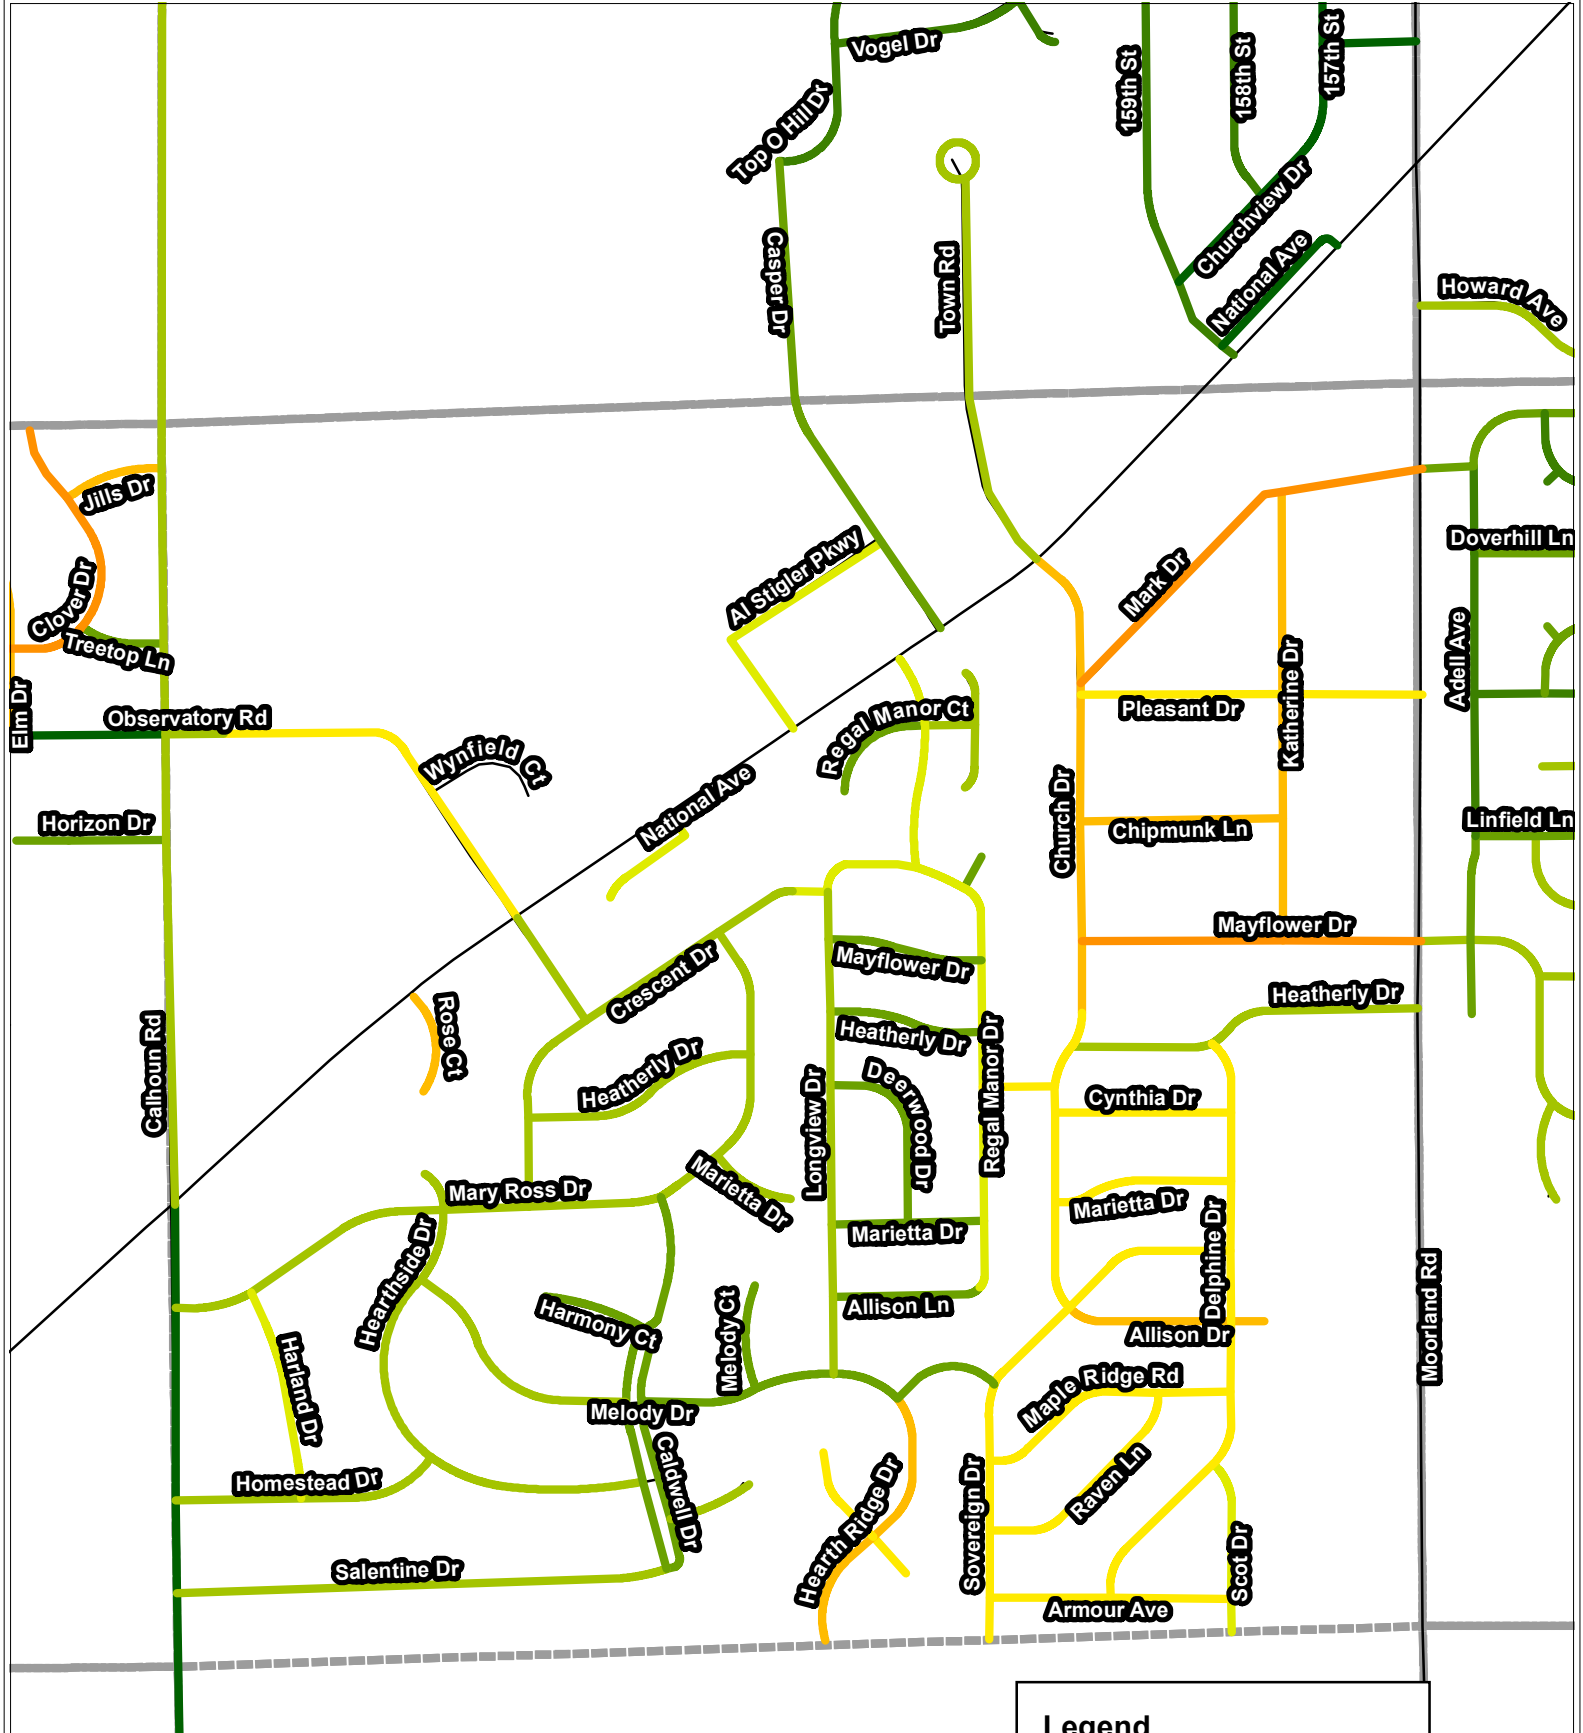 Vogel Dr
159th St
158th St
157th St
Top O Hill Dr
Churchview Dr
Casper Dr
Town Rd
National Ave
Howard Ave
Jills Dr
Al Stigler Pkwy
Mark Dr
Doverhill Ln
Clover Dr
Treetop Ln
Adell Ave
Elm Dr
Observatory Rd
Regal Manor Ct
Pleasant Dr
Katherine Dr
Wynfield Ct
National Ave
Church Dr
Horizon Dr
Chipmunk Ln
Linfield Ln
Mayflower Dr
Crescent Dr
Mayflower Dr
Heatherly Dr
Rose Ct
Heatherly Dr
Calhoun Rd
Heatherly Dr
Deerwood Dr
Regal Manor Dr
Longview Dr
Cynthia Dr
Mary Ross Dr
Marietta Dr
Marietta Dr
Marietta Dr
Delphine Dr
Hearthside Dr
Harmony Ct
Melody Ct
Allison Ln
Allison Dr
Moorland Rd
Harland Dr
Maple Ridge Rd
Melody Dr
Homestead Dr
Caldwell Dr
Hearth Ridge Dr
Sovereign Dr
Raven Ln
Salentine Dr
Scot Dr
Armour Ave
Legend